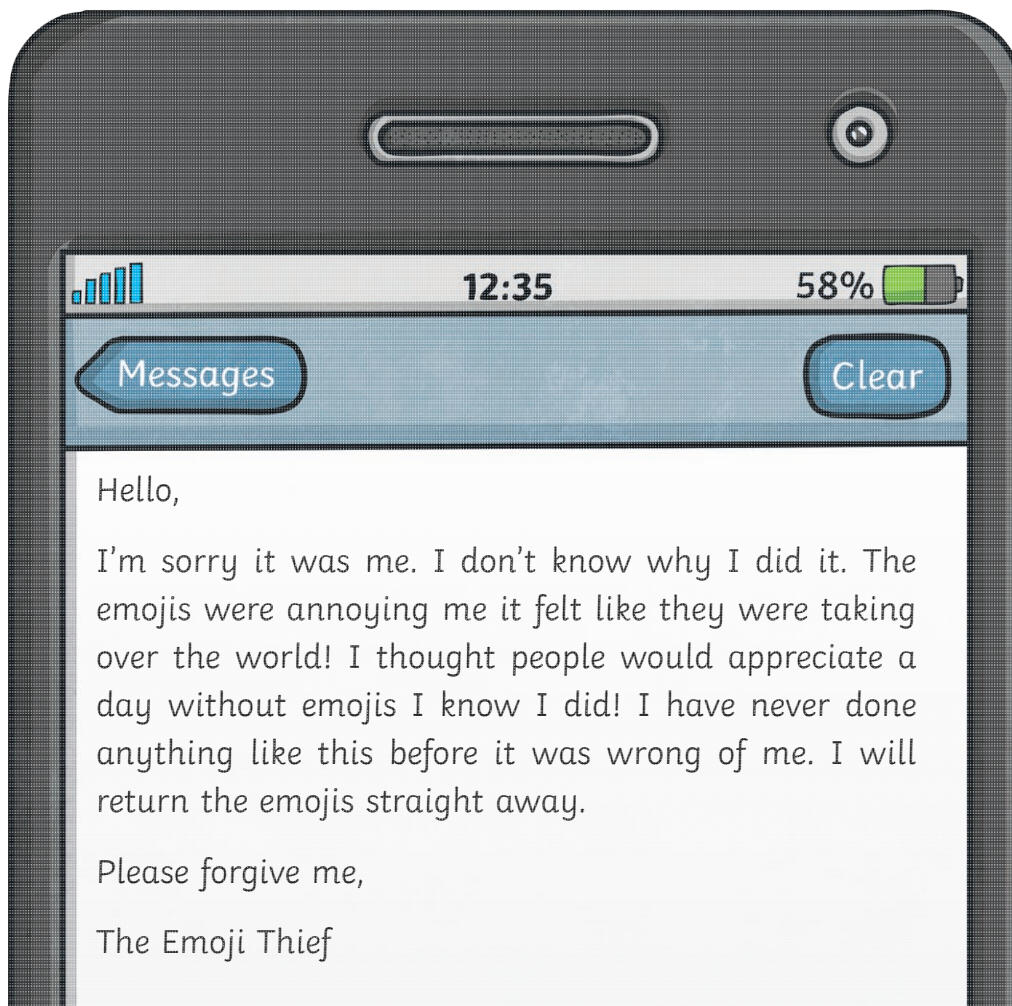 12:35 58%
Messages Clear
Hello,
I'm sorry it was me. I don't know why I did it. The
emojis were annoying me it felt like they were taking
over the world! I thought people would appreciate a
day without emojis I know I did! I have never done
anything like this before it was wrong of me. I will
return the emojis straight away.
Please forgive me,
The Emoji Thief